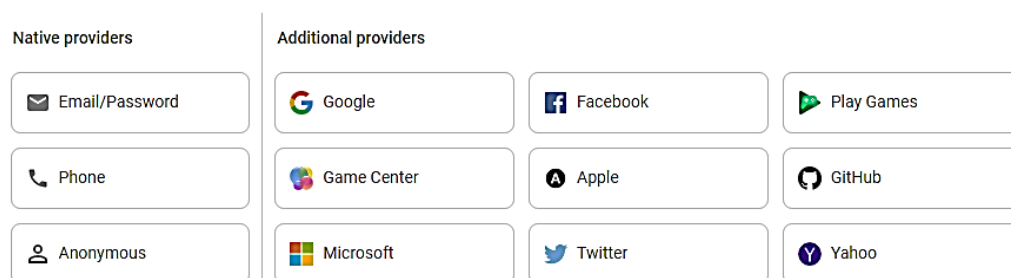 Native providers
Additional providers
Email/Password
Google
Facebook
Play Games
Phone
Game Center
Apple
GitHub
Anonymous
Microsoft
Twitter
Yahoo